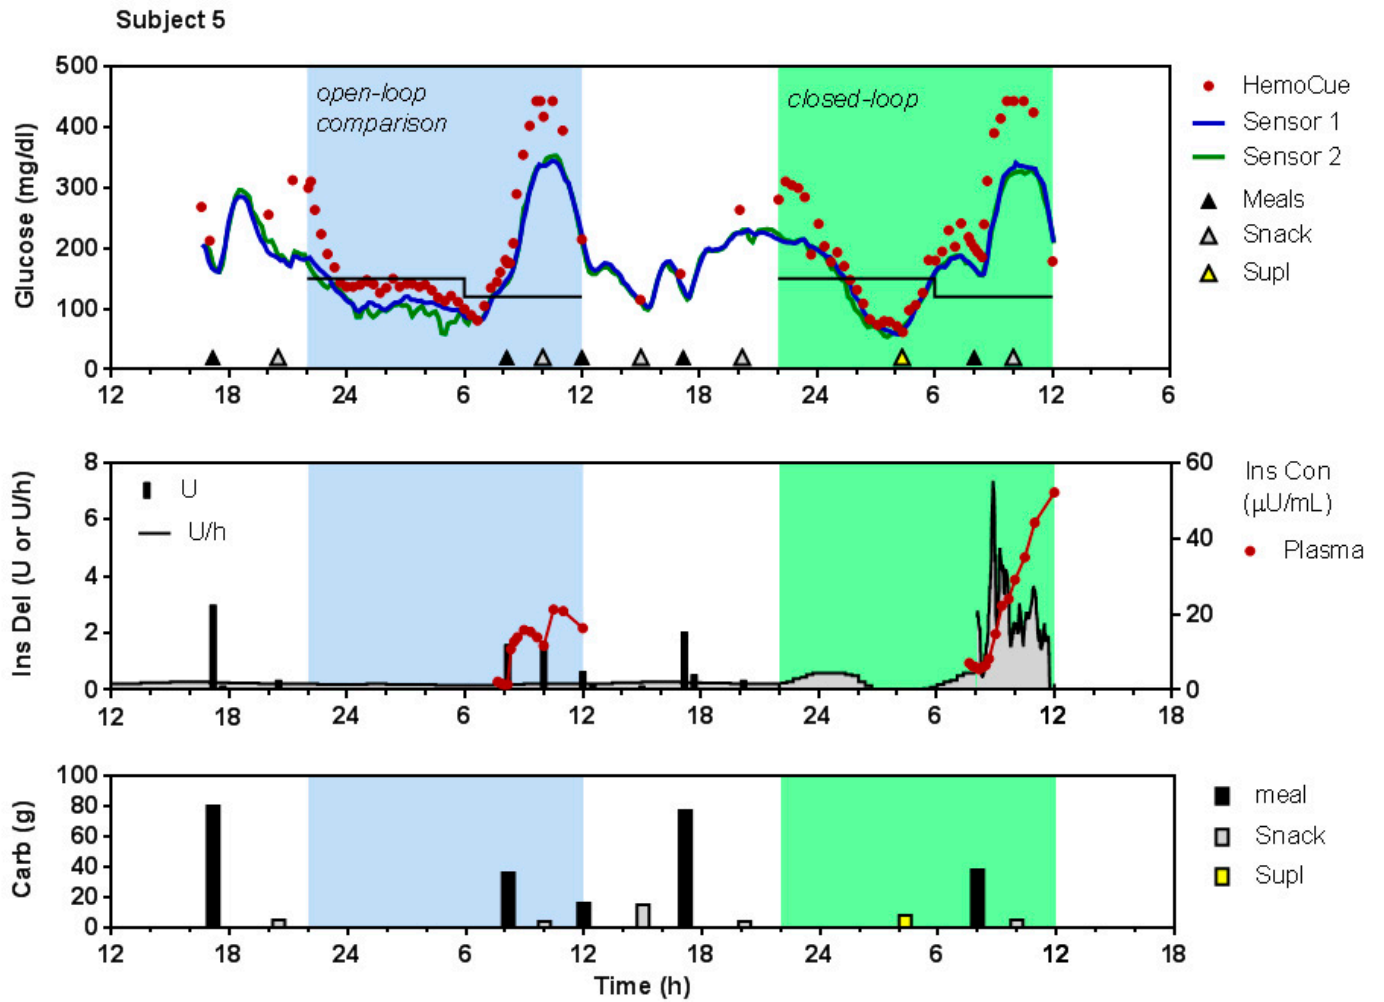 Subject 5
500
400
300
200
100
0
Glucose (mg/dl)
open-loop
comparison
closed-loop
12 18 24 6 12 18 24 6 12 6
HemoCue
Sensor 1
Sensor 2
Meals
Snack
Supl
8
6
4
2
0
Ins Del (U or U/h)
U
U/h
60
40
20
0
Ins Con
(µU/mL)
Plasma
12 18 24 6 12 18 24 6 12 18
100
80
60
40
20
0
Carb (g)
12 18 24 6 12 18 24 6 12 18
Time (h)
meal
Snack
Supl